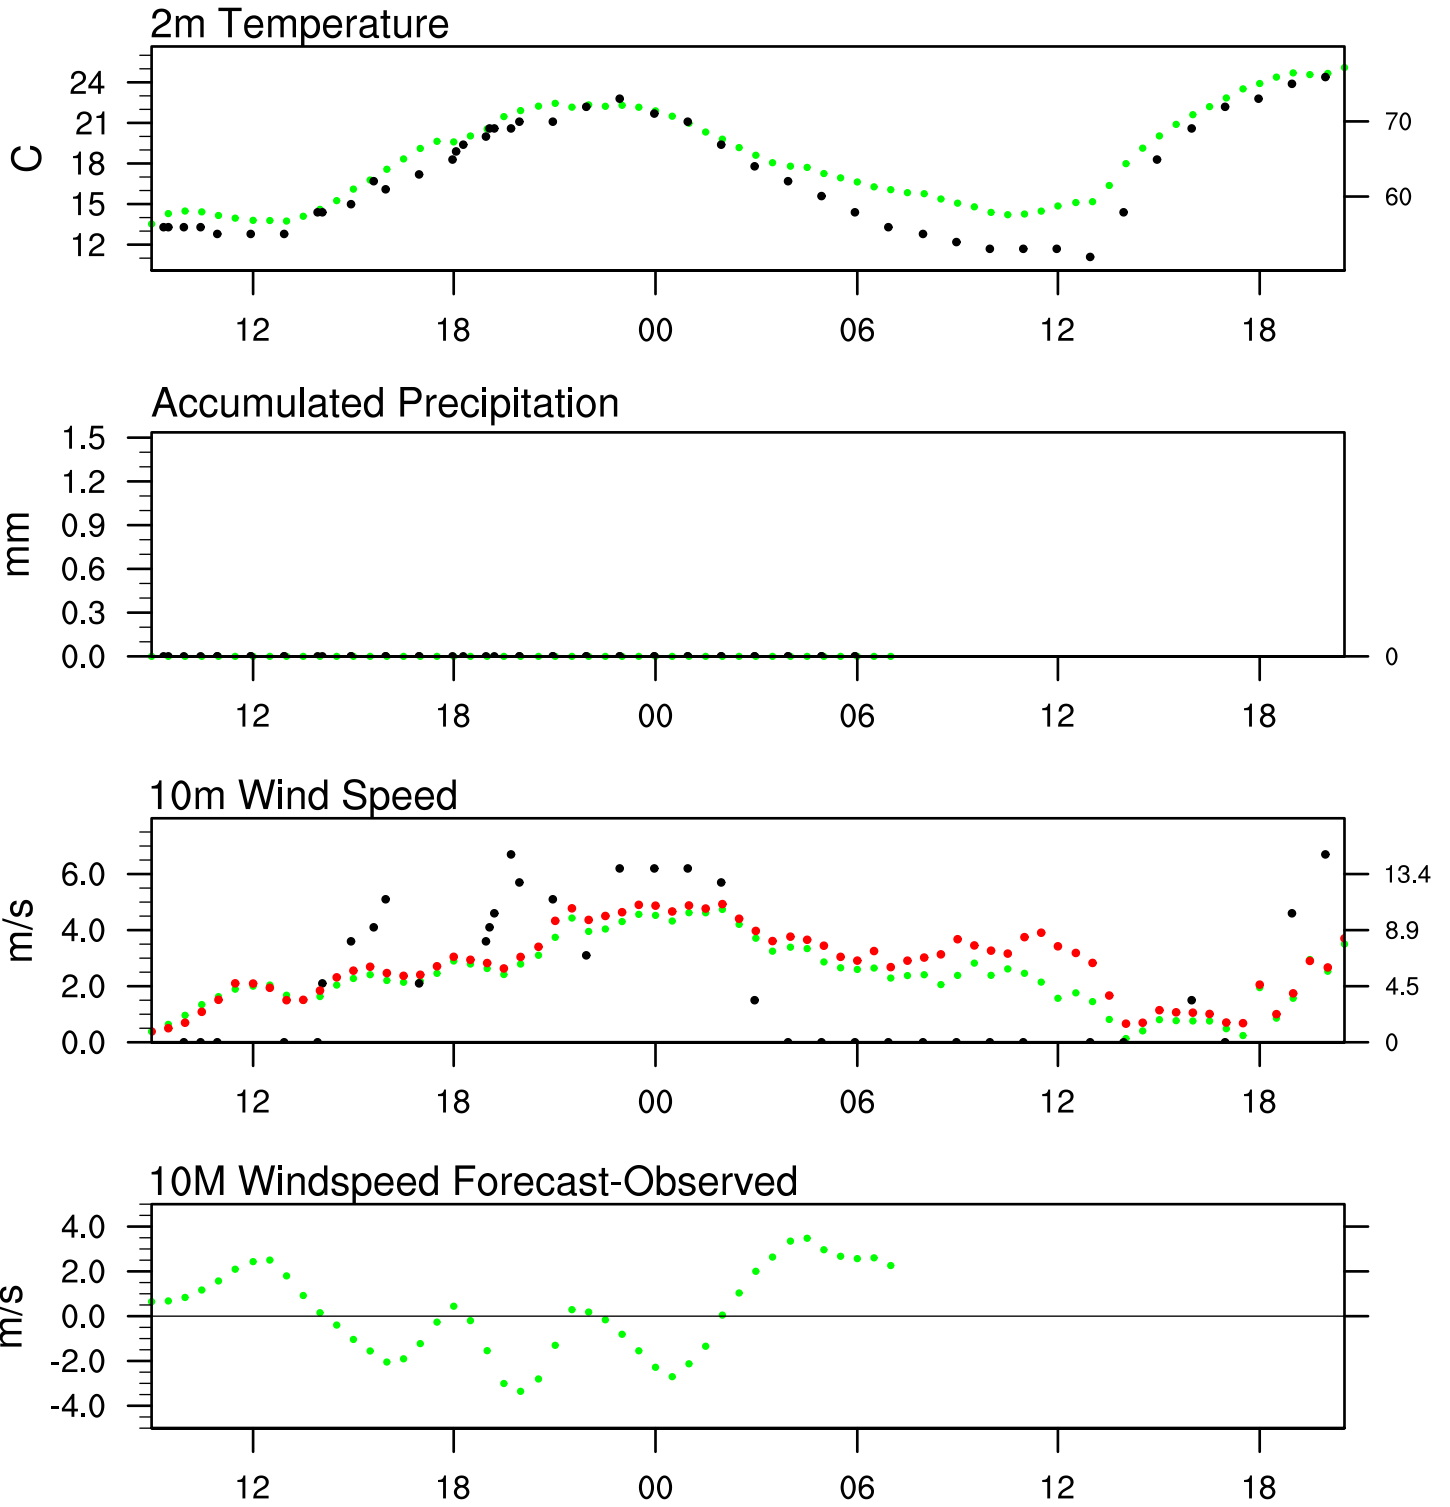 2m Temperature
24
21
18
15
12
C
70
60
12 18 00 06 12 18
Accumulated Precipitation
1.5
1.2
0.9
0.6
0.3
0.0
mm
0
12 18 00 06 12 18
10m Wind Speed
6.0
4.0
2.0
0.0
m/s
13.4
8.9
4.5
0
12 18 00 06 12 18
10M Windspeed Forecast-Observed
4.0
2.0
0.0
-2.0
-4.0
m/s
12 18 00 06 12 18